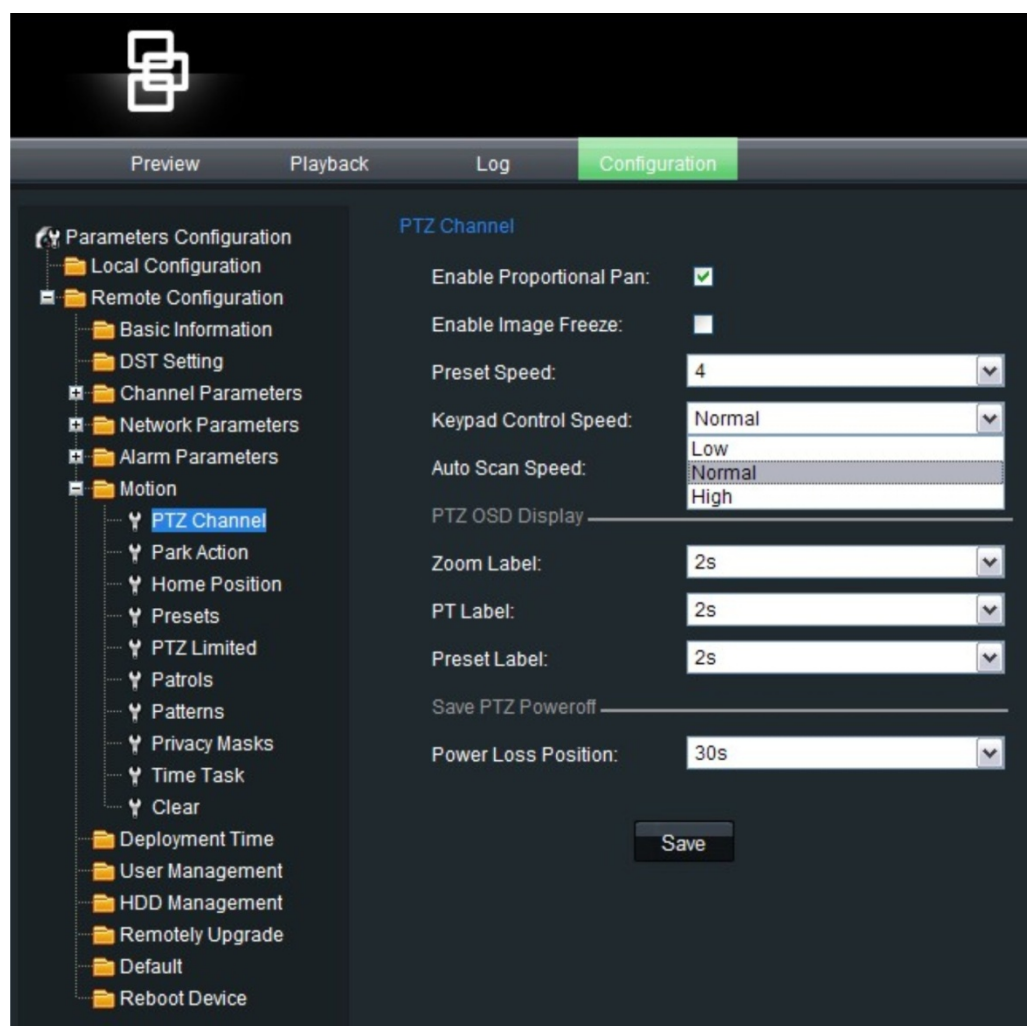 Preview Playback Log Configuration
Parameters Configuration
Local Configuration
Remote Configuration
Basic Information
DST Setting
Channel Parameters
Network Parameters
Alarm Parameters
Motion
PTZ Channel
Park Action
Home Position
Presets
PTZ Limited
Patrols
Patterns
Privacy Masks
Time Task
Clear
Deployment Time
User Management
HDD Management
Remotely Upgrade
Default
Reboot Device
PTZ Channel
Enable Proportional Pan:
Enable Image Freeze:
Preset Speed: 4
Keypad Control Speed: Normal
Low
Auto Scan Speed: Normal
High
PTZ OSD Display
Zoom Label: 2s
PT Label: 2s
Preset Label: 2s
Save PTZ Poweroff
Power Loss Position: 30s
Save